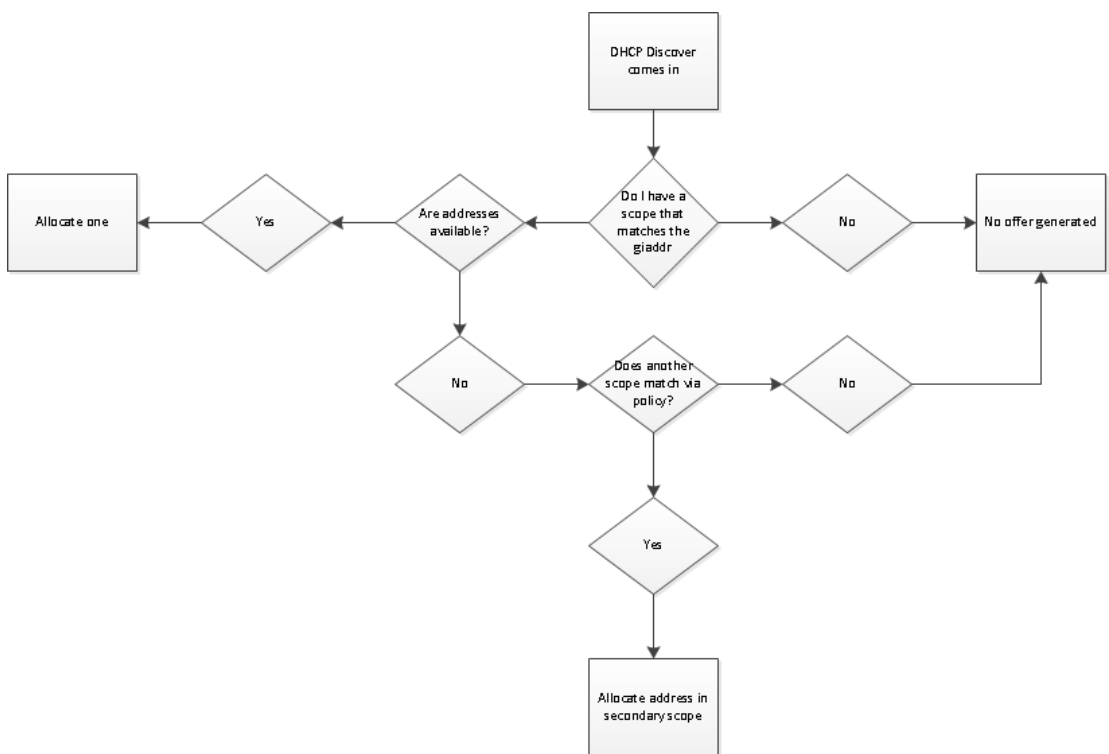 DHCP Discover
comes in
Allocate one
Yes
Are addresses
available?
Do I have a
scope that
matches the
giaddr
No
No offer generated
No
Does another
scope match via
policy?
No
Yes
Allocate address in
secondary scope